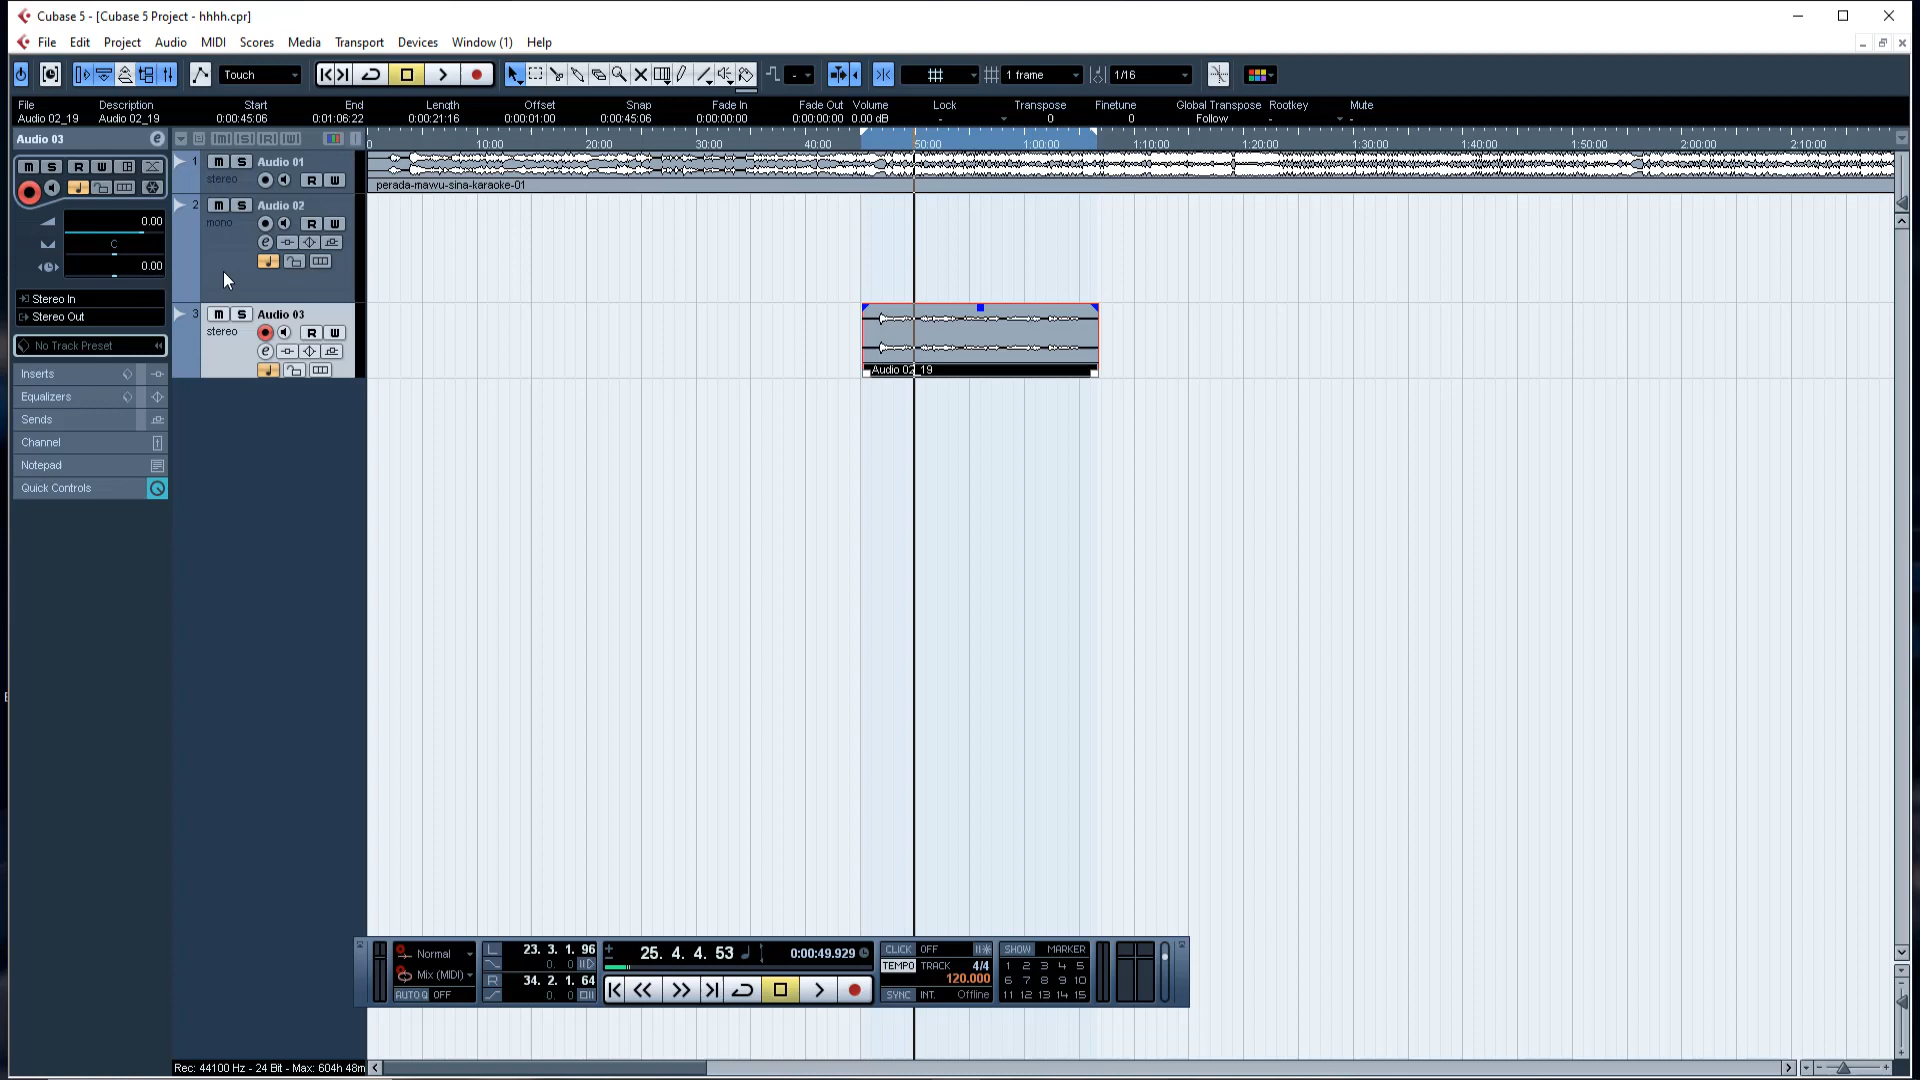 Cubase 5 - [Cubase 5 Project - hhhh.cpr]
File Edit Project Audio MIDI Scores Media Transport Devices Window (1) Help
Touch 1 frame 1/16
File Description Start End Length Offset Snap Fade In Fade Out Volume Lock Transpose Finetune Global Transpose Rootkey Mute
Audio 02_19 Audio 02_19 0:00:45:06 0:01:06:22 0:00:21:16 0:00:01:00 0:00:45:06 0:00:00:00 0:00:00:00 0.00 dB - 0 0 Follow - -
Audio 03
0 10:00 20:00 30:00 40:00 50:00 1:00:00 1:10:00 1:20:00 1:30:00 1:40:00 1:50:00 2:00:00 2:10:00
M S R W
1 m S Audio 01
stereo R W
perada-mavvu-sina-karaoke-01
2 m S Audio 02
mono R W
0.00
C
0.00
Stereo In
Stereo Out
3 m S Audio 03
stereo R W
No Track Preset
Audio 02_19
Inserts
Equalizers
Sends
Channel
Notepad
Quick Controls
Normal
Mix (MIDI)
AUTO Q OFF
L 23. 3. 1. 96
0. 0
R 34. 2. 1. 64
0. 0
25. 4. 4. 53 0:00:49.929
CLICK OFF
TEMPO TRACK 4/4
120.000
SYNC INT. Offline
SHOW MARKER
1 2 3 4 5
6 7 8 9 10
11 12 13 14 15
Rec: 44100 Hz - 24 Bit - Max: 604h 48m